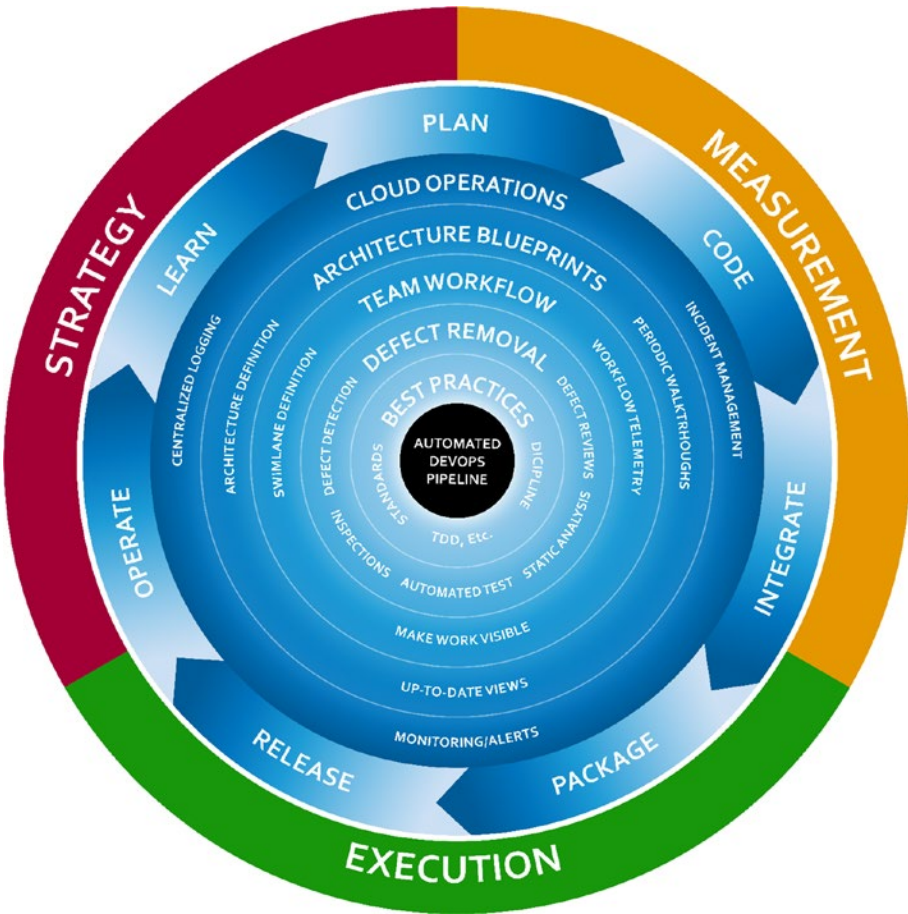 STRATEGY
MEASUREMENT
EXECUTION
PLAN
CODE
INTEGRATE
PACKAGE
RELEASE
OPERATE
LEARN
CLOUD OPERATIONS
CENTRALIZED LOGGING
INCIDENT MANAGEMENT
MONITORING/ALERTS
ARCHITECTURE BLUEPRINTS
ARCHITECTURE DEFINITION
PERIODIC WALKTRHOUGHS
UP-TO-DATE VIEWS
TEAM WORKFLOW
SWIMLANE DEFINITION
WORKFLOW TELEMETRY
MAKE WORK VISIBLE
DEFECT REMOVAL
DEFECT DETECTION
DEFECT REVIEWS
INSPECTIONS
AUTOMATED TEST
STATIC ANALYSIS
BEST PRACTICES
STANDARDS
DICIPLINE
TDD, Etc.
AUTOMATED
DEVOPS
PIPELINE